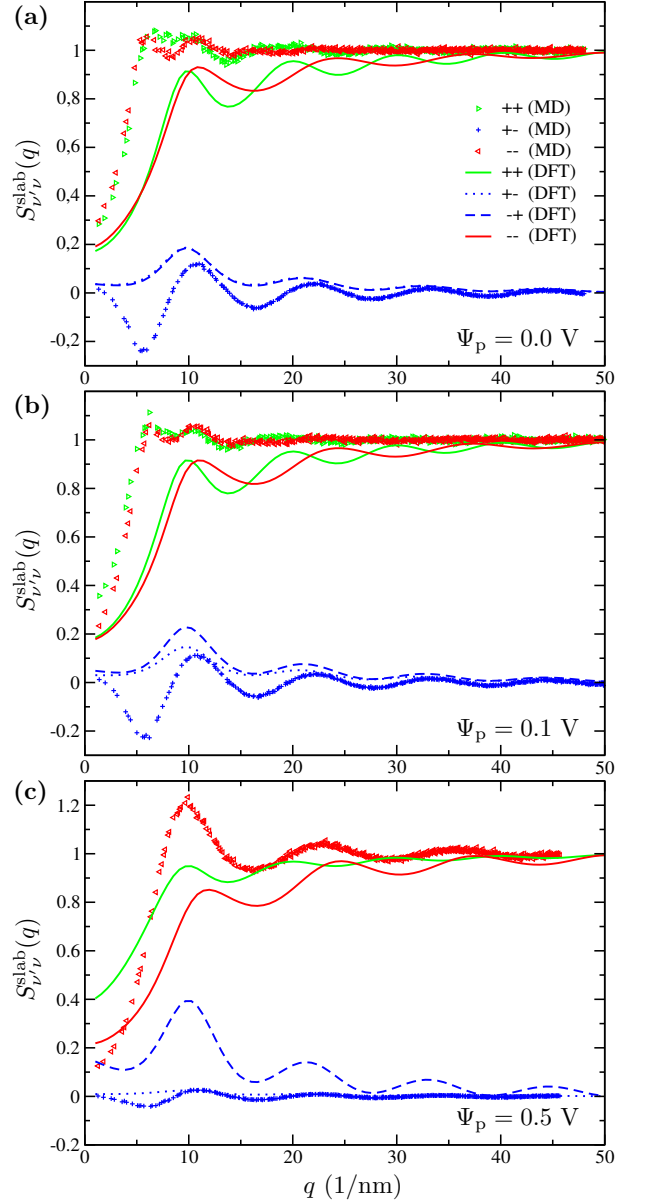 (a)
1
0,8
0,6
0,4
0,2
0
-0,2
S^slab_ν′ν(q)
++ (MD)
+- (MD)
-- (MD)
++ (DFT)
+- (DFT)
-+ (DFT)
-- (DFT)
Ψp = 0.0 V
0 10 20 30 40 50
(b)
1
0,8
0,6
0,4
0,2
0
-0,2
S^slab_ν′ν(q)
Ψp = 0.1 V
0 10 20 30 40 50
(c)
1,2
1
0,8
0,6
0,4
0,2
0
-0,2
S^slab_ν′ν(q)
Ψp = 0.5 V
0 10 20 30 40 50
q (1/nm)